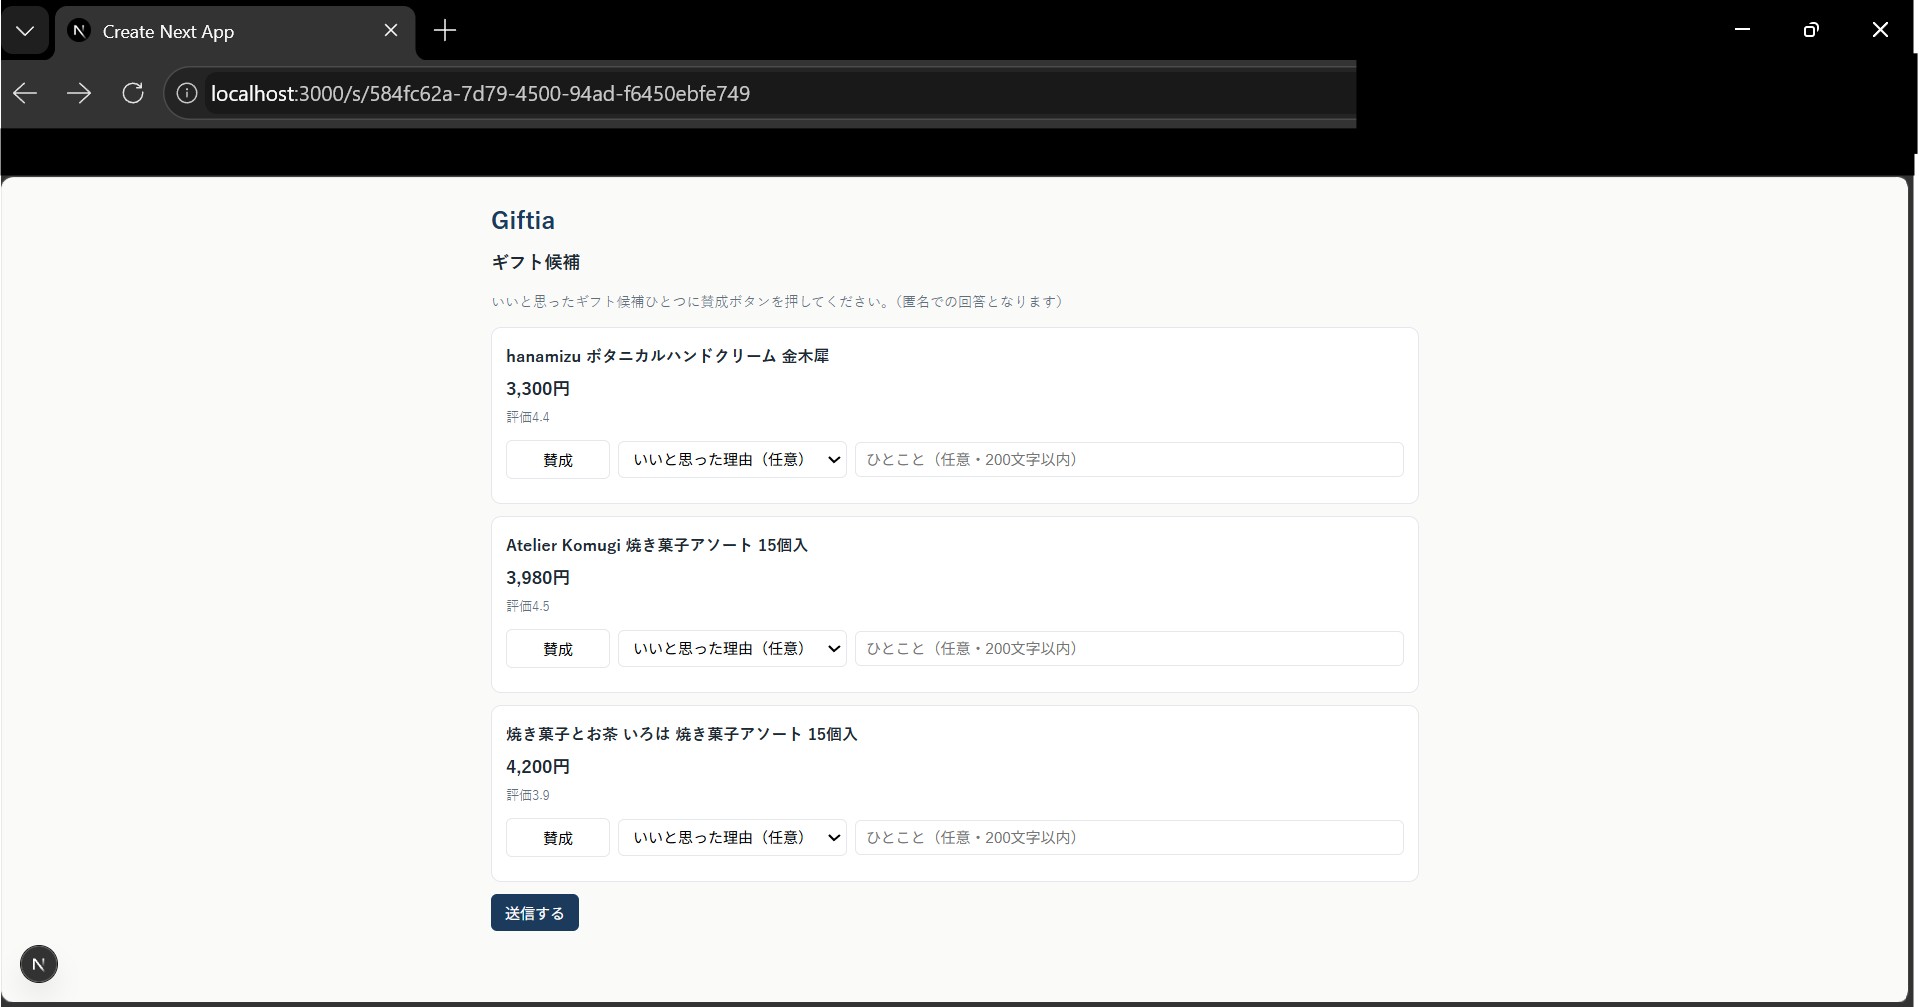 Create Next App
localhost:3000/s/584fc62a-7d79-4500-94ad-f6450ebfe749
Giftia
ギフト候補
いいと思ったギフト候補ひとつに賛成ボタンを押してください。（匿名での回答となります）
hanamizu ボタニカルハンドクリーム 金木犀
3,300円
評価4.4
賛成 いいと思った理由（任意） ひとこと（任意・200文字以内）
Atelier Komugi 焼き菓子アソート 15個入
3,980円
評価4.5
賛成 いいと思った理由（任意） ひとこと（任意・200文字以内）
焼き菓子とお茶 いろは 焼き菓子アソート 15個入
4,200円
評価3.9
賛成 いいと思った理由（任意） ひとこと（任意・200文字以内）
送信する
N